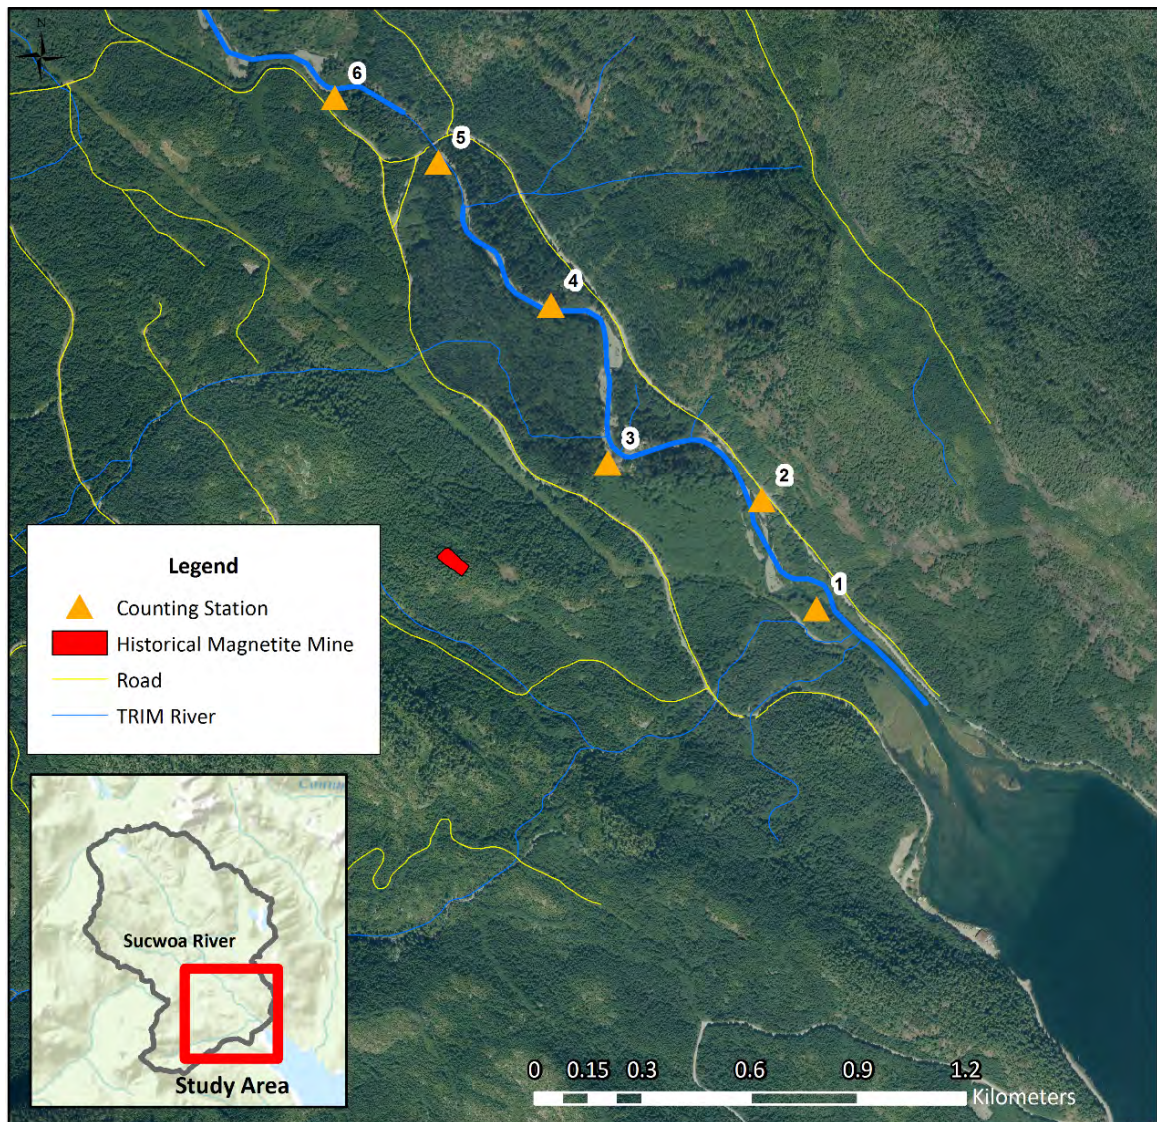 N
6
5
4
3
2
1
Legend
Counting Station
Historical Magnetite Mine
Road
TRIM River
Sucwoa River
Study Area
0 0.15 0.3 0.6 0.9 1.2
Kilometers